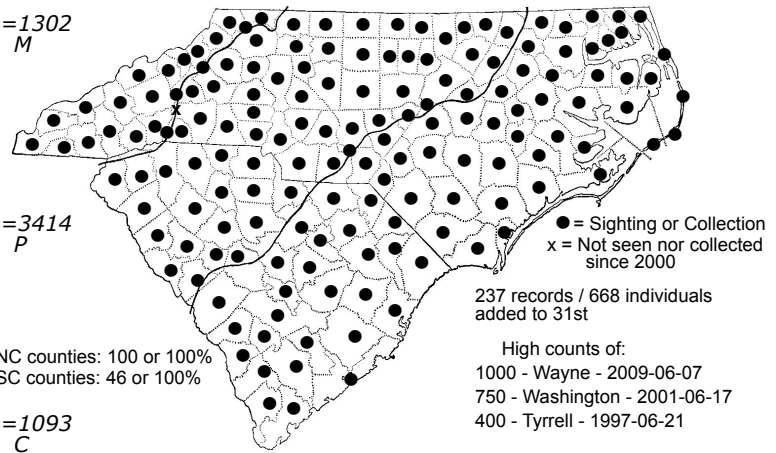 =1302
M
=3414
P
=1093
C
NC counties: 100 or 100%
SC counties: 46 or 100%
● = Sighting or Collection
x = Not seen nor collected
since 2000
237 records / 668 individuals
added to 31st
High counts of:
1000 - Wayne - 2009-06-07
750 - Washington - 2001-06-17
400 - Tyrrell - 1997-06-21
x